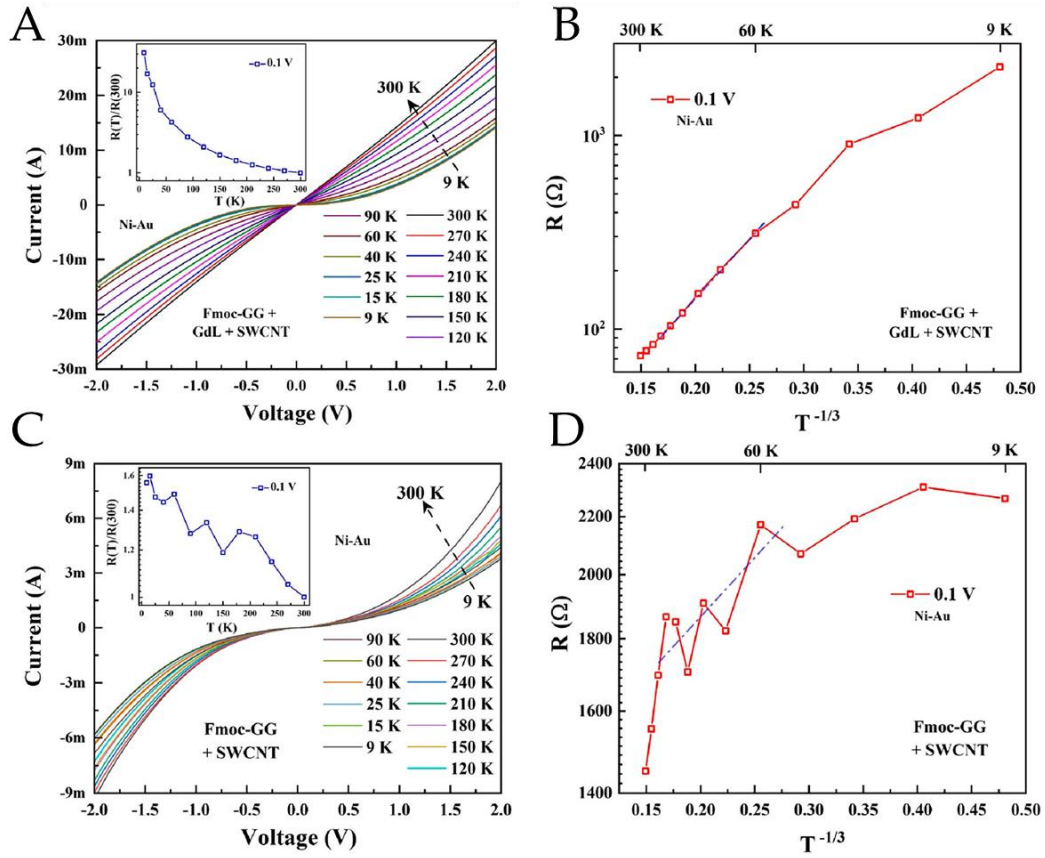 A
30m
20m
10m
0
-10m
-20m
-30m
Current (A)
-2.0 -1.5 -1.0 -0.5 0.0 0.5 1.0 1.5 2.0
Voltage (V)
R(T)/R(300)
10
1
0.1 V
0 50 100 150 200 250 300
T (K)
300 K
9 K
Ni-Au
90 K 300 K
60 K 270 K
40 K 240 K
25 K 210 K
15 K 180 K
9 K 150 K
120 K
Fmoc-GG +
GdL + SWCNT
B
300 K 60 K 9 K
R (Ω)
10³
10²
0.1 V
Ni-Au
Fmoc-GG +
GdL + SWCNT
0.15 0.20 0.25 0.30 0.35 0.40 0.45 0.50
T -1/3
C
9m
6m
3m
0
-3m
-6m
-9m
Current (A)
-2.0 -1.5 -1.0 -0.5 0.0 0.5 1.0 1.5 2.0
Voltage (V)
R(T)/R(300)
1.6
1.4
1.2
1
0.1 V
0 50 100 150 200 250 300
T (K)
Ni-Au
300 K
9 K
90 K 300 K
60 K 270 K
40 K 240 K
25 K 210 K
15 K 180 K
9 K 150 K
120 K
Fmoc-GG
+ SWCNT
D
300 K 60 K 9 K
R (Ω)
2400
2200
2000
1800
1600
1400
0.1 V
Ni-Au
Fmoc-GG
+ SWCNT
0.15 0.20 0.25 0.30 0.35 0.40 0.45 0.50
T -1/3